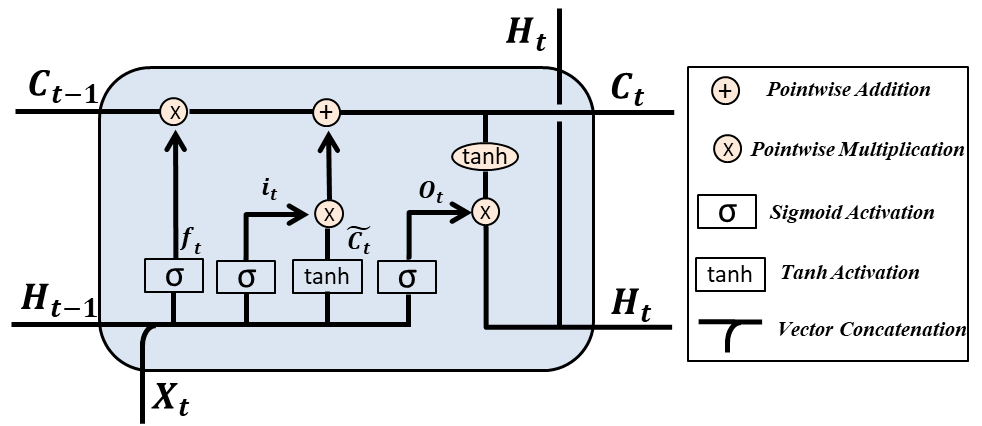 H_t
C_{t-1}
C_t
x
+
tanh
i_t
O_t
x
x
f_t
\widetilde{C}_t
σ
σ
tanh
σ
H_{t-1}
H_t
X_t
+ Pointwise Addition
x Pointwise Multiplication
σ Sigmoid Activation
tanh Tanh Activation
Vector Concatenation